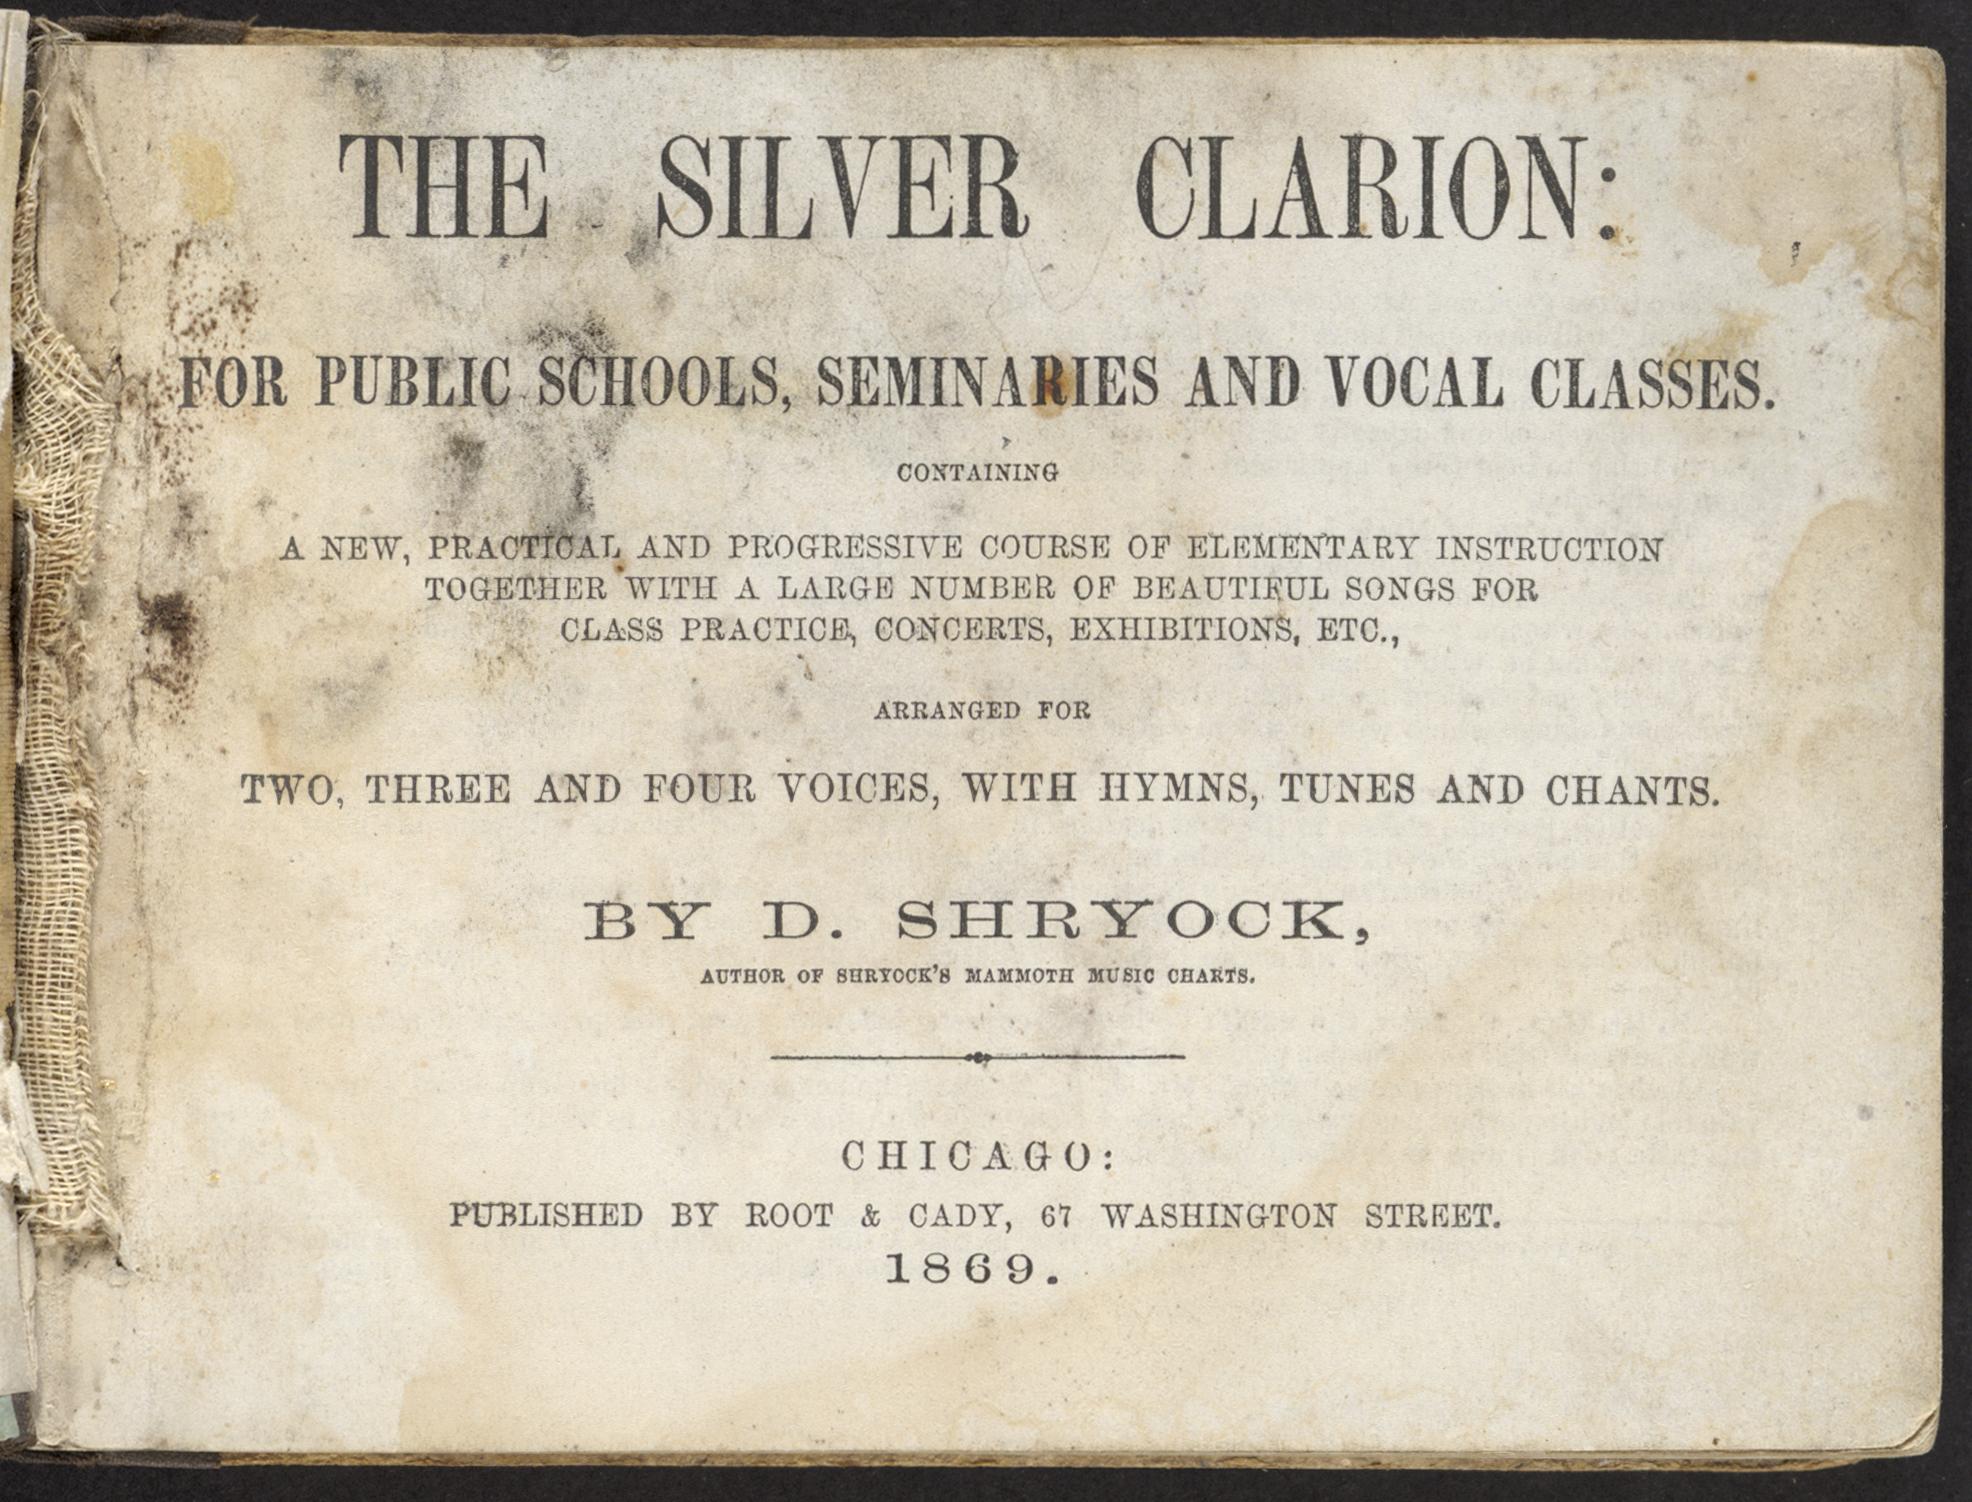 THE SILVER CLARION:
FOR PUBLIC SCHOOLS, SEMINARIES AND VOCAL CLASSES.
CONTAINING
A NEW, PRACTICAL AND PROGRESSIVE COURSE OF ELEMENTARY INSTRUCTION
TOGETHER WITH A LARGE NUMBER OF BEAUTIFUL SONGS FOR
CLASS PRACTICE, CONCERTS, EXHIBITIONS, ETC.,
ARRANGED FOR
TWO, THREE AND FOUR VOICES, WITH HYMNS, TUNES AND CHANTS.
BY D. SHRYOCK,
AUTHOR OF SHRYOCK'S MAMMOTH MUSIC CHARTS.
CHICAGO:
PUBLISHED BY ROOT & CADY, 67 WASHINGTON STREET.
1869.